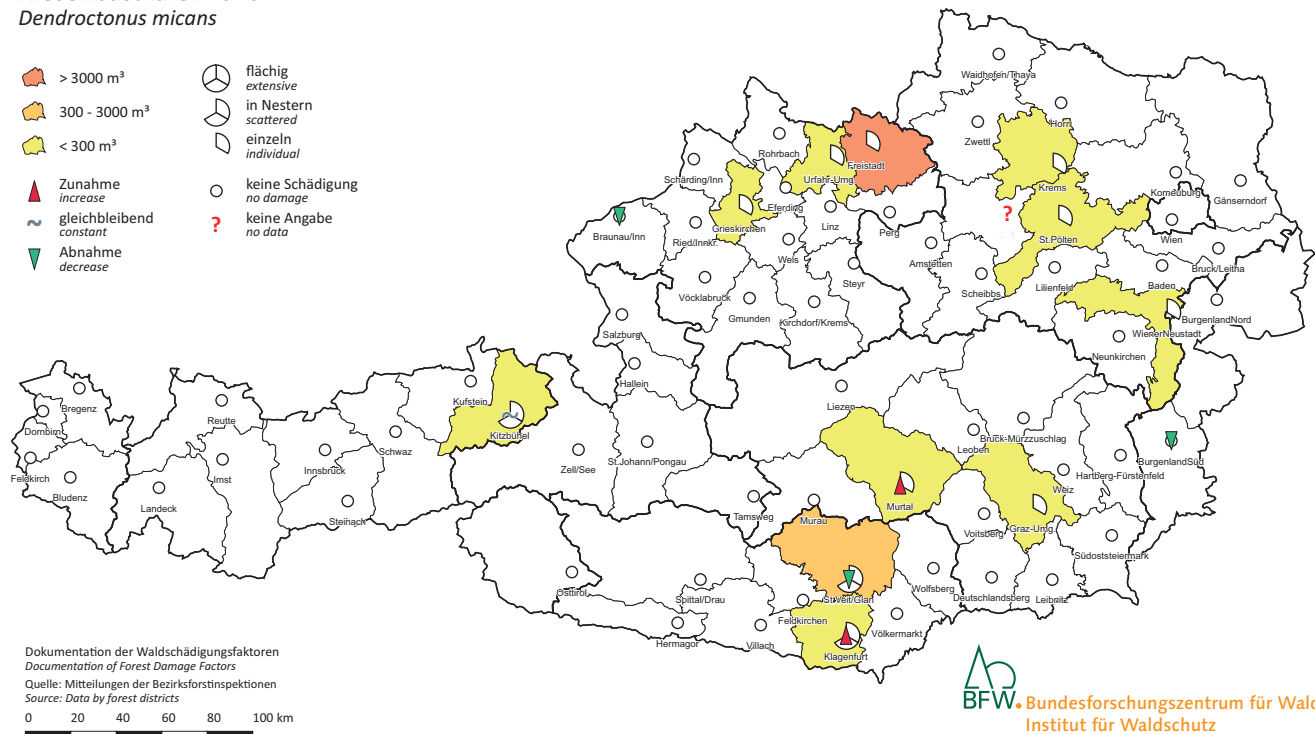 Dendroctonus micans
> 3000 m³
300 - 3000 m³
< 300 m³
Zunahme
increase
gleichbleibend
constant
Abnahme
decrease
flächig
extensive
in Nestern
scattered
einzeln
individual
keine Schädigung
no damage
?
keine Angabe
no data
Waidhofen/Thaya
Horn
Zwettl
Rohrbach
Freistadt
Schärding/Inn
Urfahr-Umg.
Krems
Korneuburg
Gänserndorf
Eferding
?
Grieskirchen
Linz
Perg
St.Pölten
Wien
Braunau/Inn
Ried/Innkr.
Wels
Amstetten
Bruck/Leitha
Steyr
Scheibbs
Lilienfeld
Baden
Vöcklabruck
Gmunden
Kirchdorf/Krems
BurgenlandNord
Salzburg
WienerNeustadt
Neunkirchen
Hallein
Kufstein
Liezen
Bregenz
Dornbirn
Reutte
Kitzbühel
Bruck-Mürzzuschlag
Leoben
Schwaz
Innsbruck
Zell/See
St.Johann/Pongau
BurgenlandSüd
Feldkirch
Bludenz
Imst
Hartberg-Fürstenfeld
Landeck
Weiz
Steinach
Tamsweg
Murau
Murtal
Graz-Umg.
Voitsberg
Südoststeiermark
Osttirol
Spittal/Drau
St.Veit/Glan
Wolfsberg
Deutschlandsberg
Leibnitz
Feldkirchen
Völkermarkt
Hermagor
Villach
Klagenfurt
Dokumentation der Waldschädigungsfaktoren
Documentation of Forest Damage Factors
Quelle: Mitteilungen der Bezirksforstinspektionen
Source: Data by forest districts
0 20 40 60 80 100 km
BFW
Bundesforschungszentrum für Wald
Institut für Waldschutz